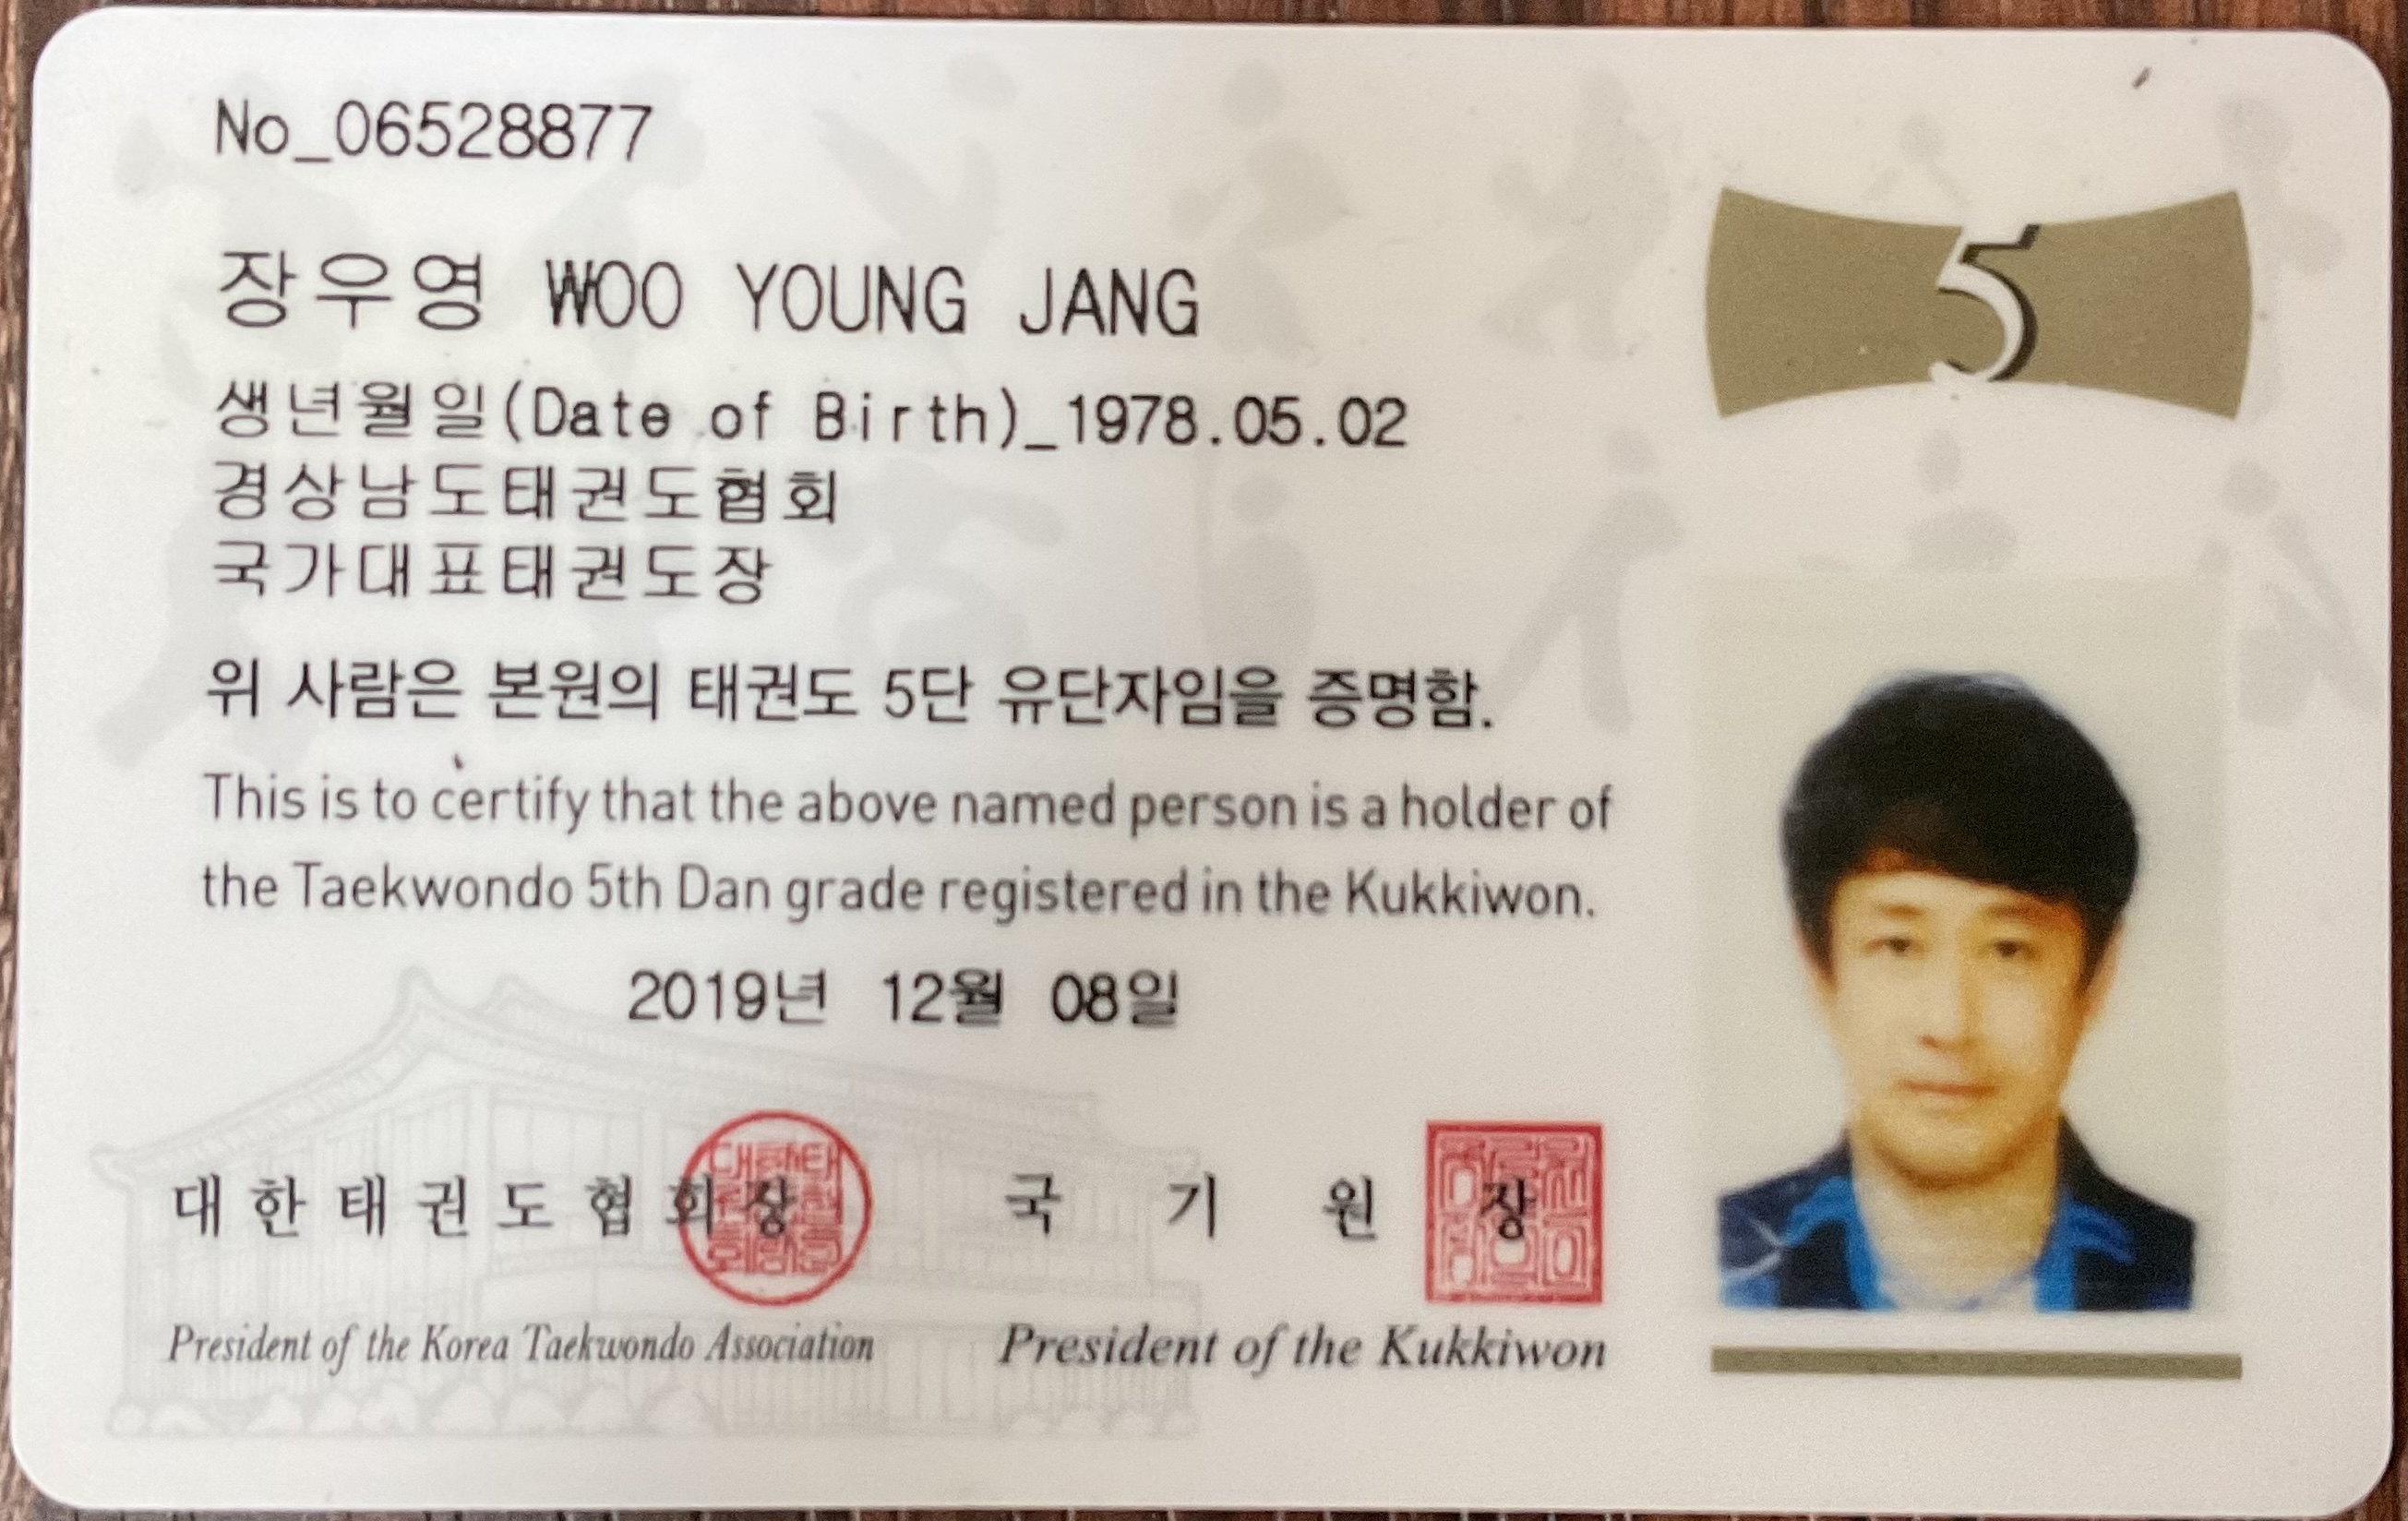 No_06528877
5
장우영 WOO YOUNG JANG
생년월일(Date of Birth)_1978.05.02
경상남도태권도협회
국가대표태권도장
위 사람은 본원의 태권도 5단 유단자임을 증명함.
This is to certify that the above named person is a holder of
the Taekwondo 5th Dan grade registered in the Kukkiwon.
2019년 12월 08일
대한태권도협회장 국기원장
President of the Korea Taekwondo Association President of the Kukkiwon